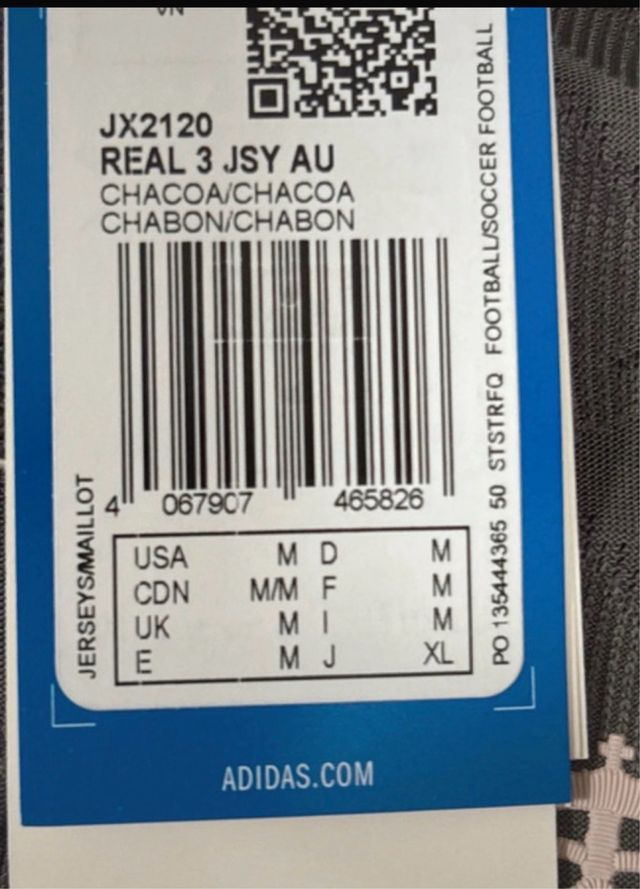 VN
JX2120
REAL 3 JSY AU
CHACOA/CHACOA
CHABON/CHABON
4 067907 465826
JERSEYS/MAILLOT
USA M D M
CDN M/M F M
UK M I M
E M J XL
PO 135444365 50 STSTRFQ FOOTBALL/SOCCER FOOTBALL
ADIDAS.COM